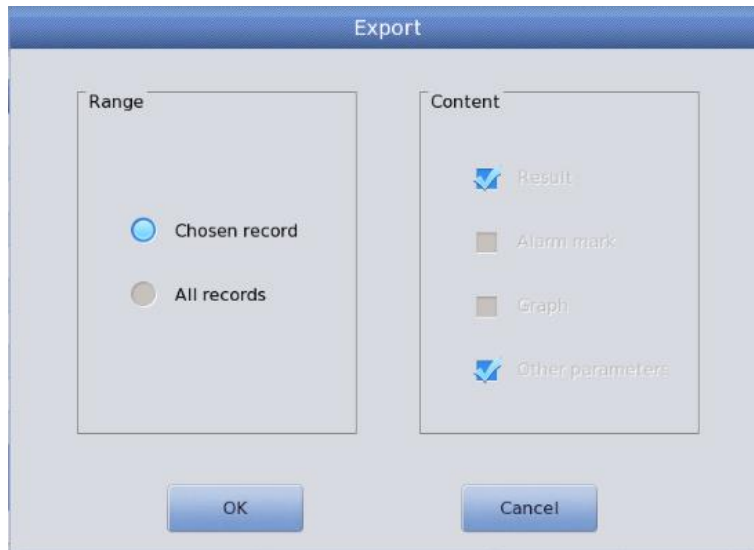 Export
Range
Chosen record
All records
Content
Result
Alarm mark
Graph
Other parameters
OK
Cancel